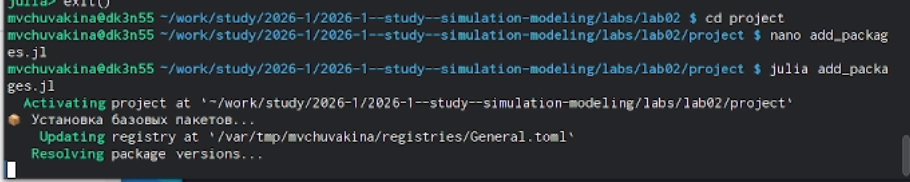 julia> exit()
mvchuvakina@dk3n55 ~/work/study/2026-1/2026-1--study--simulation-modeling/labs/lab02 $ cd project
mvchuvakina@dk3n55 ~/work/study/2026-1/2026-1--study--simulation-modeling/labs/lab02/project $ nano add_packag
es.jl
mvchuvakina@dk3n55 ~/work/study/2026-1/2026-1--study--simulation-modeling/labs/lab02/project $ julia add_packa
ges.jl
Activating project at `~/work/study/2026-1/2026-1--study--simulation-modeling/labs/lab02/project`
📦 Установка базовых пакетов...
Updating registry at `/var/tmp/mvchuvakina/registries/General.toml`
Resolving package versions...